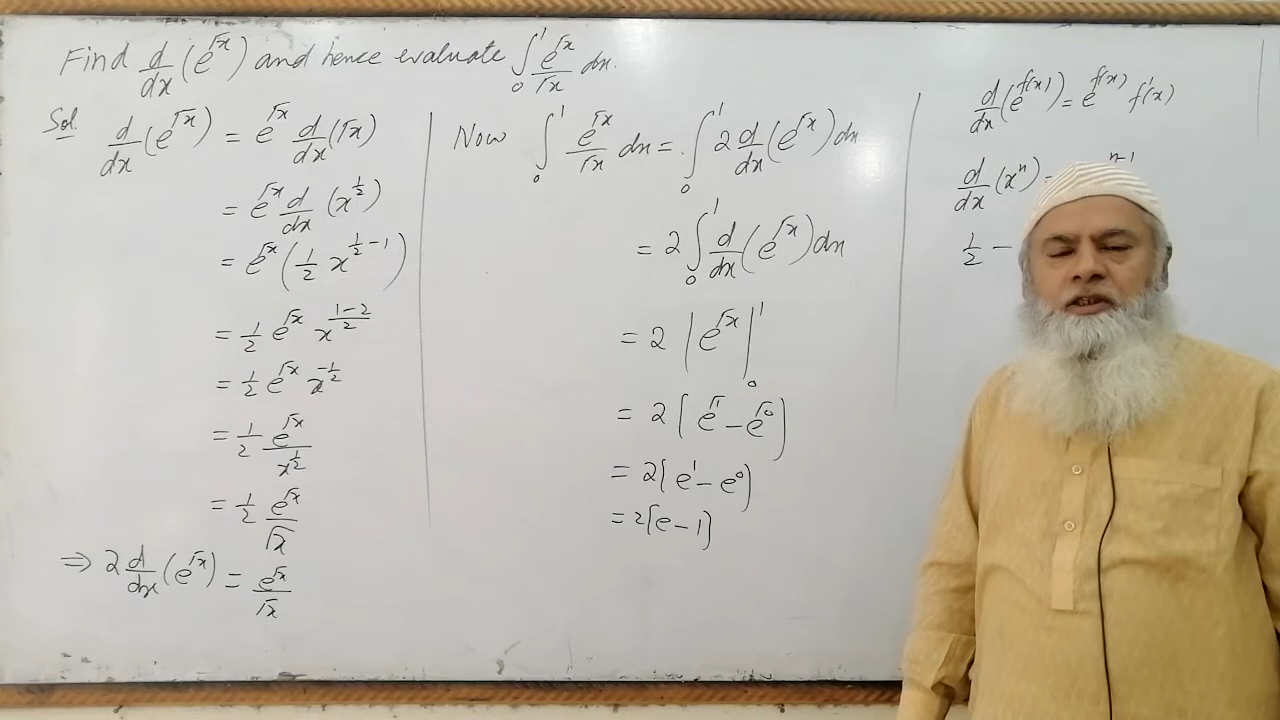 Find d/dx (e^√x) and hence evaluate ∫₀¹ e^√x/√x dx.
Sol. d/dx (e^√x) = e^√x d/dx (√x)
= e^√x d/dx (x^1/2)
= e^√x (1/2 x^(1/2 - 1))
= 1/2 e^√x x^((1-2)/2)
= 1/2 e^√x x^(-1/2)
= 1/2 e^√x/x^(1/2)
= 1/2 e^√x/√x
⇒ 2 d/dx (e^√x) = e^√x/√x
Now ∫₀¹ e^√x/√x dx = ∫₀¹ 2 d/dx (e^√x) dx
= 2 ∫₀¹ d/dx (e^√x) dx
= 2 |e^√x|₀¹
= 2 [e^√1 - e^√0]
= 2[e^1 - e^0]
= 2[e - 1]
d/dx (e^f(x)) = e^f(x) f'(x)
d/dx (x^n) = n-1
1/2 -